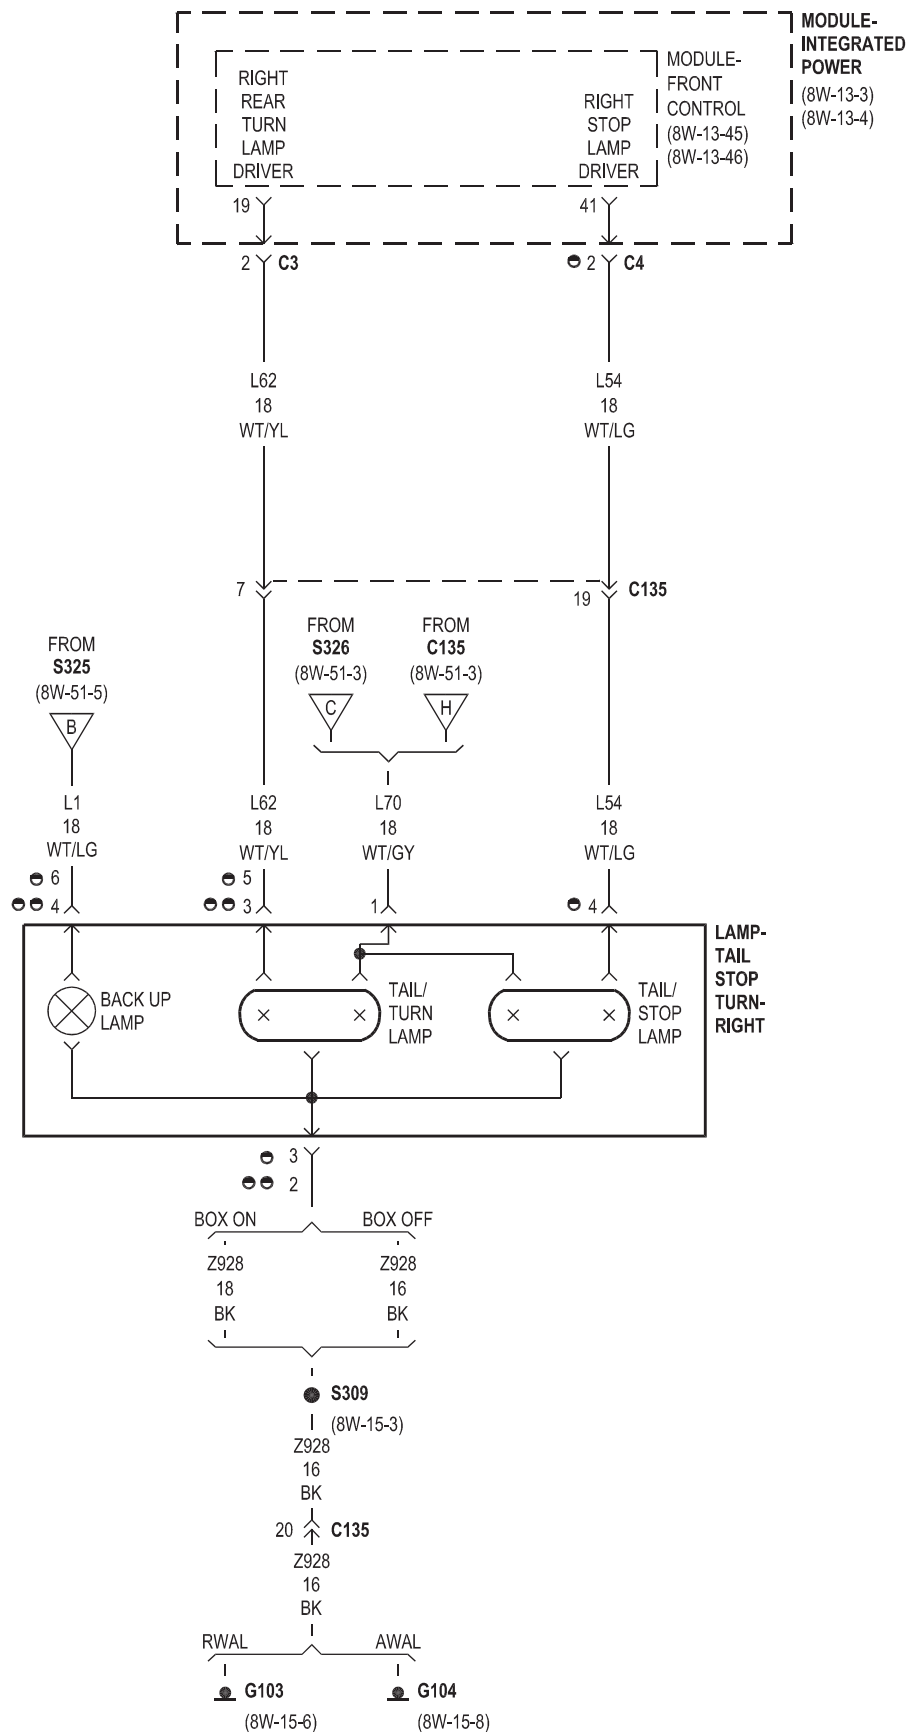 MODULE-
INTEGRATED
POWER
(8W-13-3)
(8W-13-4)
MODULE-
FRONT
CONTROL
(8W-13-45)
(8W-13-46)
RIGHT
REAR
TURN
LAMP
DRIVER
RIGHT
STOP
LAMP
DRIVER
19
41
2 C3
2 C4
L62
18
WT/YL
L54
18
WT/LG
7
19
C135
FROM
S325
(8W-51-5)
B
FROM
S326
(8W-51-3)
C
FROM
C135
(8W-51-3)
H
L1
18
WT/LG
L62
18
WT/YL
L70
18
WT/GY
L54
18
WT/LG
6
4
5
3
1
4
LAMP-
TAIL
STOP
TURN-
RIGHT
BACK UP
LAMP
TAIL/
TURN
LAMP
TAIL/
STOP
LAMP
3
2
BOX ON
BOX OFF
Z928
18
BK
Z928
16
BK
S309
(8W-15-3)
Z928
16
BK
20 C135
Z928
16
BK
RWAL
AWAL
G103
(8W-15-6)
G104
(8W-15-8)